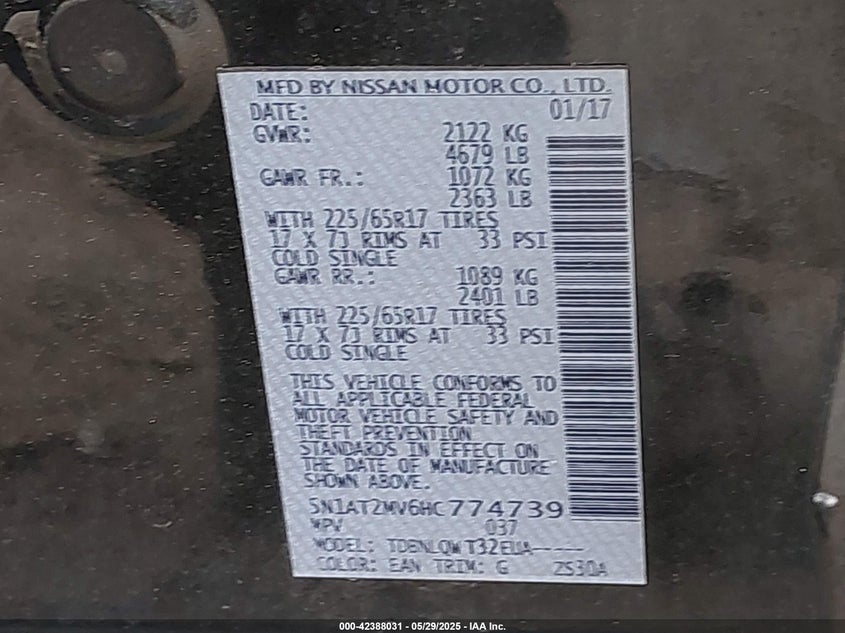 MFD BY NISSAN MOTOR CO., LTD.
DATE: 01/17
GVWR: 2122 KG
4679 LB
GAWR FR.: 1072 KG
2363 LB
WITH 225/65R17 TIRES
17 X 7J RIMS AT 33 PSI
COLD SINGLE
GAWR RR.: 1089 KG
2401 LB
WITH 225/65R17 TIRES
17 X 7J RIMS AT 33 PSI
COLD SINGLE
THIS VEHICLE CONFORMS TO
ALL APPLICABLE FEDERAL
MOTOR VEHICLE SAFETY AND
THEFT PREVENTION
STANDARDS IN EFFECT ON
THE DATE OF MANUFACTURE
SHOWN ABOVE.
5N1AT2MV6HC774739
MPV 037
MODEL: T32EUA-----
COLOR: EAN TRIM: G
000-42388031 - 05/29/2025 - IAA Inc.